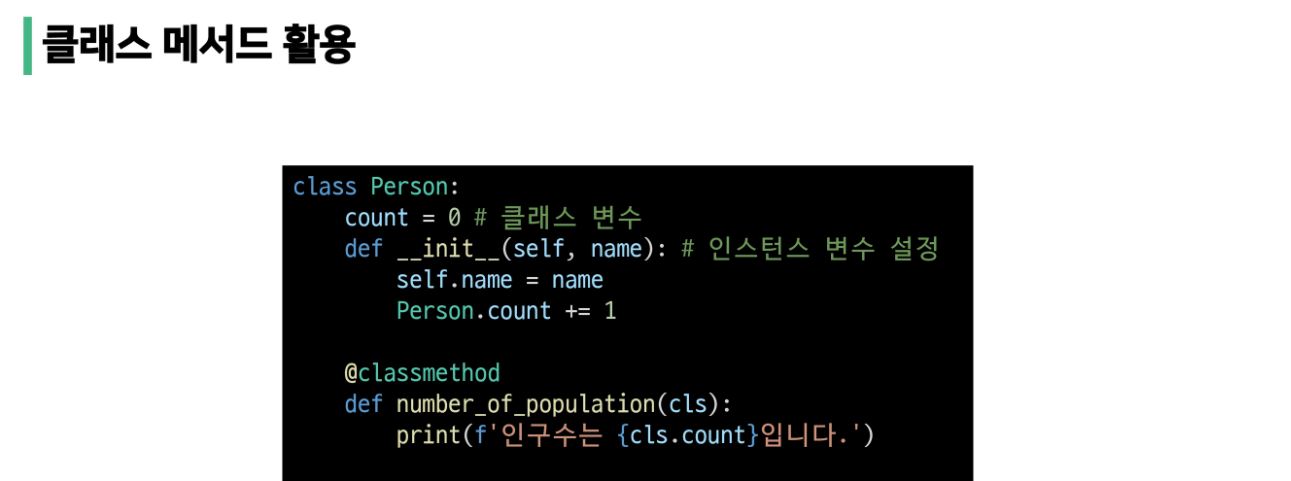 클래스 메서드 활용
class Person:
    count = 0 # 클래스 변수
    def __init__(self, name): # 인스턴스 변수 설정
        self.name = name
        Person.count += 1
    @classmethod
    def number_of_population(cls):
        print(f'인구수는 {cls.count}입니다.')